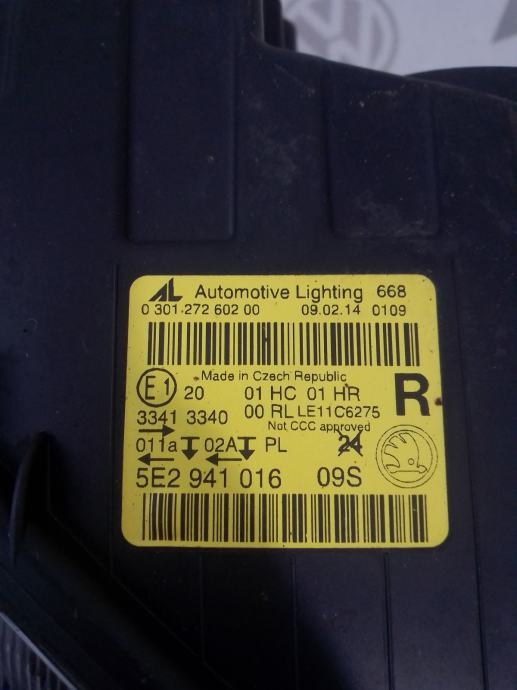 AL Automotive Lighting 668
0 301 272 602 00 09.02.14 0109
Made in Czech Republic
E1 20 01 HC 01 HR R
3341 3340 00 RL LE11C6275
Not CCC approved
011a 02A PL 24
5E2 941 016 09S